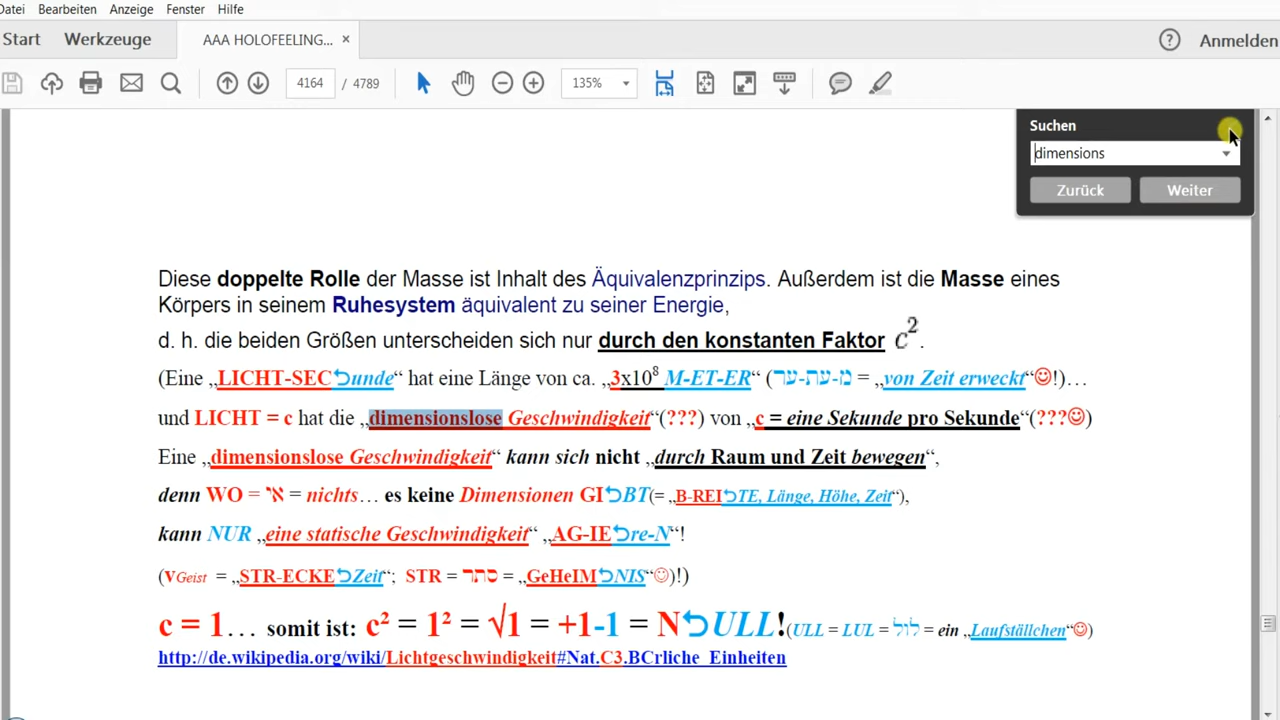 Datei Bearbeiten Anzeige Fenster Hilfe
Start Werkzeuge AAA HOLOFEELING... × Anmelden
4164 / 4789 135%
Suchen
dimensions
Zurück Weiter
Diese doppelte Rolle der Masse ist Inhalt des Äquivalenzprinzips. Außerdem ist die Masse eines
Körpers in seinem Ruhesystem äquivalent zu seiner Energie,
d. h. die beiden Größen unterscheiden sich nur durch den konstanten Faktor c².
(Eine „LICHT-SEC⮌unde“ hat eine Länge von ca. „3x10⁸ M-ET-ER“ (מ-עת-ער = „von Zeit erweckt“☺!)…
und LICHT = c hat die „dimensionslose Geschwindigkeit“(???) von „c = eine Sekunde pro Sekunde“(???☺)
Eine „dimensionslose Geschwindigkeit“ kann sich nicht „durch Raum und Zeit bewegen“,
denn WO = אי = nichts… es keine Dimensionen GI⮌BT(= „B-REI⮌TE, Länge, Höhe, Zeit“),
kann NUR „eine statische Geschwindigkeit“ „AG-IE⮌re-N“!
(vGeist = „STR-ECKE⮌Zeit“; STR = סתר = „GeHeIM⮌NIS“☺)!)
c = 1… somit ist: c² = 1² = √1 = +1-1 = N⮌ULL!(ULL = LUL = לול = ein „Laufställchen“☺)
http://de.wikipedia.org/wiki/Lichtgeschwindigkeit#Nat.C3.BCrliche_Einheiten